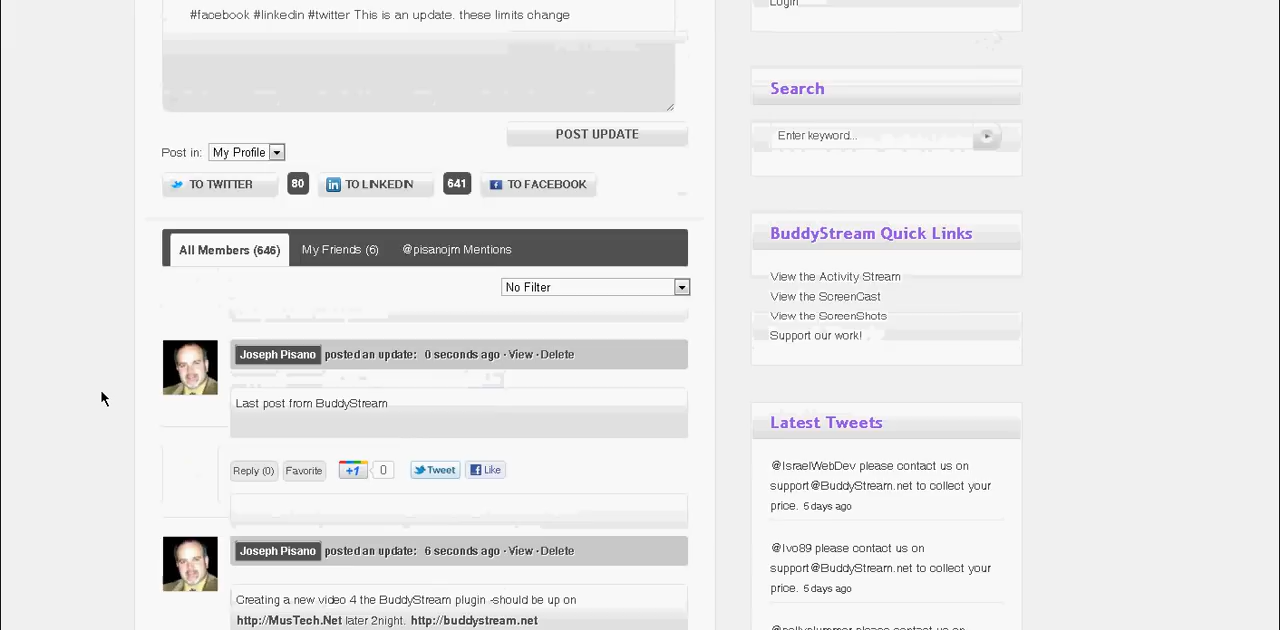 #facebook #linkedin #twitter This is an update. these limits change
POST UPDATE
Post in: My Profile
TO TWITTER 80 TO LINKEDIN 641 TO FACEBOOK
All Members (646) My Friends (6) @pisanojm Mentions
No Filter
Joseph Pisano posted an update: 0 seconds ago · View · Delete
Last post from BuddyStream
Reply (0) Favorite +1 0 Tweet Like
Joseph Pisano posted an update: 6 seconds ago · View · Delete
Creating a new video 4 the BuddyStream plugin -should be up on
http://MusTech.Net later 2night. http://buddystream.net
Login
Search
Enter keyword...
BuddyStream Quick Links
View the Activity Stream
View the ScreenCast
View the ScreenShots
Support our work!
Latest Tweets
@IsraelWebDev please contact us on
support@BuddyStream.net to collect your
price. 5 days ago
@Ivo89 please contact us on
support@BuddyStream.net to collect your
price. 5 days ago
please contact us on